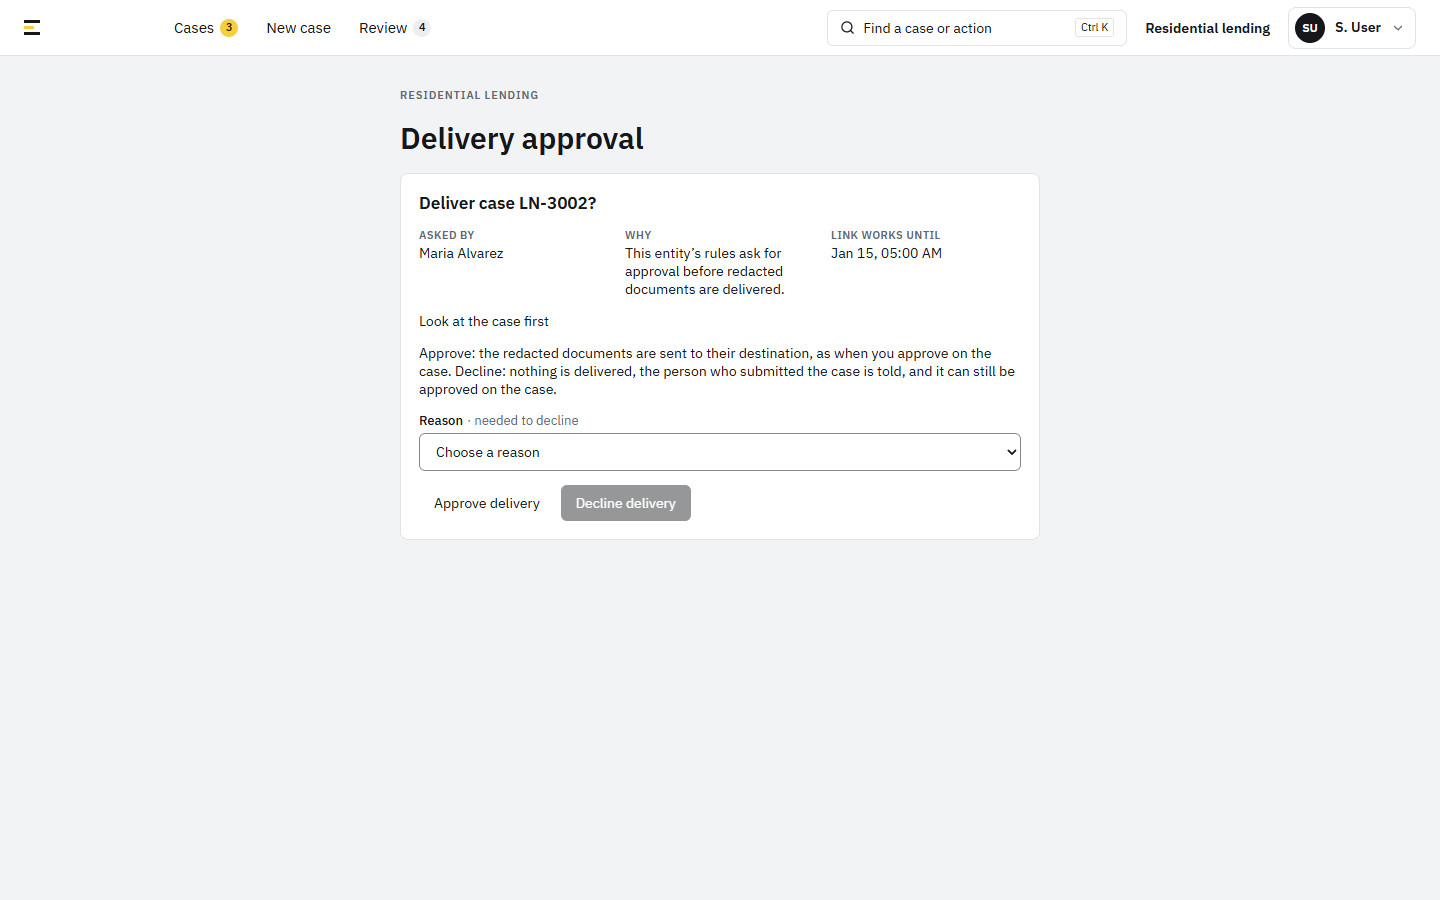 Cases 3 New case Review 4 Find a case or action Ctrl K Residential lending SU S. User
RESIDENTIAL LENDING
Delivery approval
Deliver case LN-3002?
ASKED BY
Maria Alvarez
WHY
This entity’s rules ask for
approval before redacted
documents are delivered.
LINK WORKS UNTIL
Jan 15, 05:00 AM
Look at the case first
Approve: the redacted documents are sent to their destination, as when you approve on the
case. Decline: nothing is delivered, the person who submitted the case is told, and it can still be
approved on the case.
Reason · needed to decline
Choose a reason
Approve delivery Decline delivery